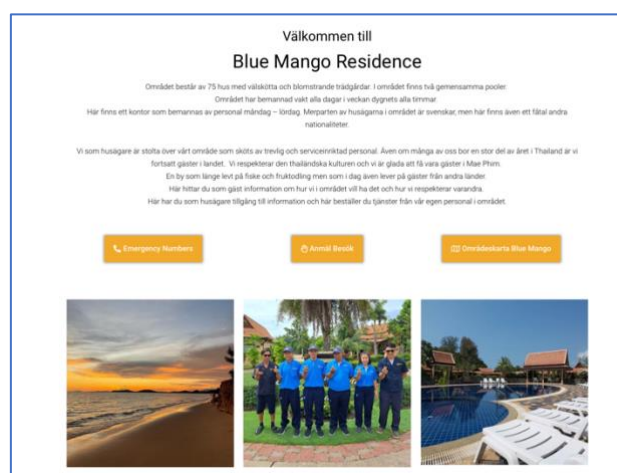 Välkommen till
Blue Mango Residence
Området består av 75 hus med välskötta och blomstrande trädgårdar. I området finns två gemensamma pooler.
Området har bemannad vakt alla dagar i veckan dygnets alla timmar.
Här finns ett kontor som bemannas av personal måndag – lördag. Merparten av husägarna i området är svenskar, men här finns även ett fåtal andra
nationaliteter.
Vi som husägare är stolta över vårt område som sköts av trevlig och serviceinriktad personal. Även om många av oss bor en stor del av året i Thailand är vi
fortsatt gäster i landet. Vi respekterar den thailändska kulturen och vi är glada att få vara gäster i Mae Phim.
En by som länge levt på fiske och fruktodling men som i dag även lever på gäster från andra länder.
Här hittar du som gäst information om hur vi i området vill ha det och hur vi respekterar varandra.
Här har du som husägare tillgång till information och här beställer du tjänster från vår egen personal i området.
Emergency Numbers
Anmäl Besök
Områdeskarta Blue Mango